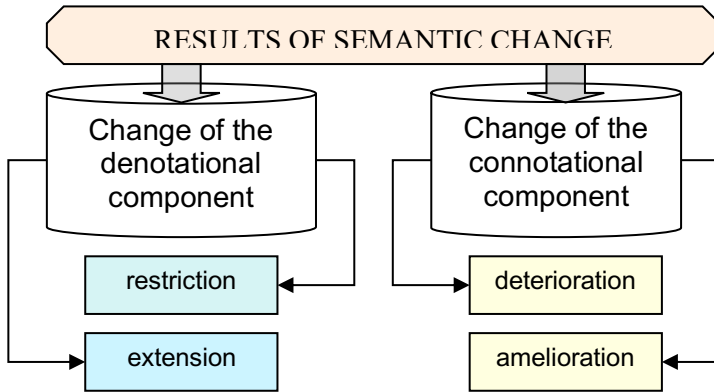 RESULTS OF SEMANTIC CHANGE
Change of the
denotational
component
restriction
extension
Change of the
connotational
component
deterioration
amelioration